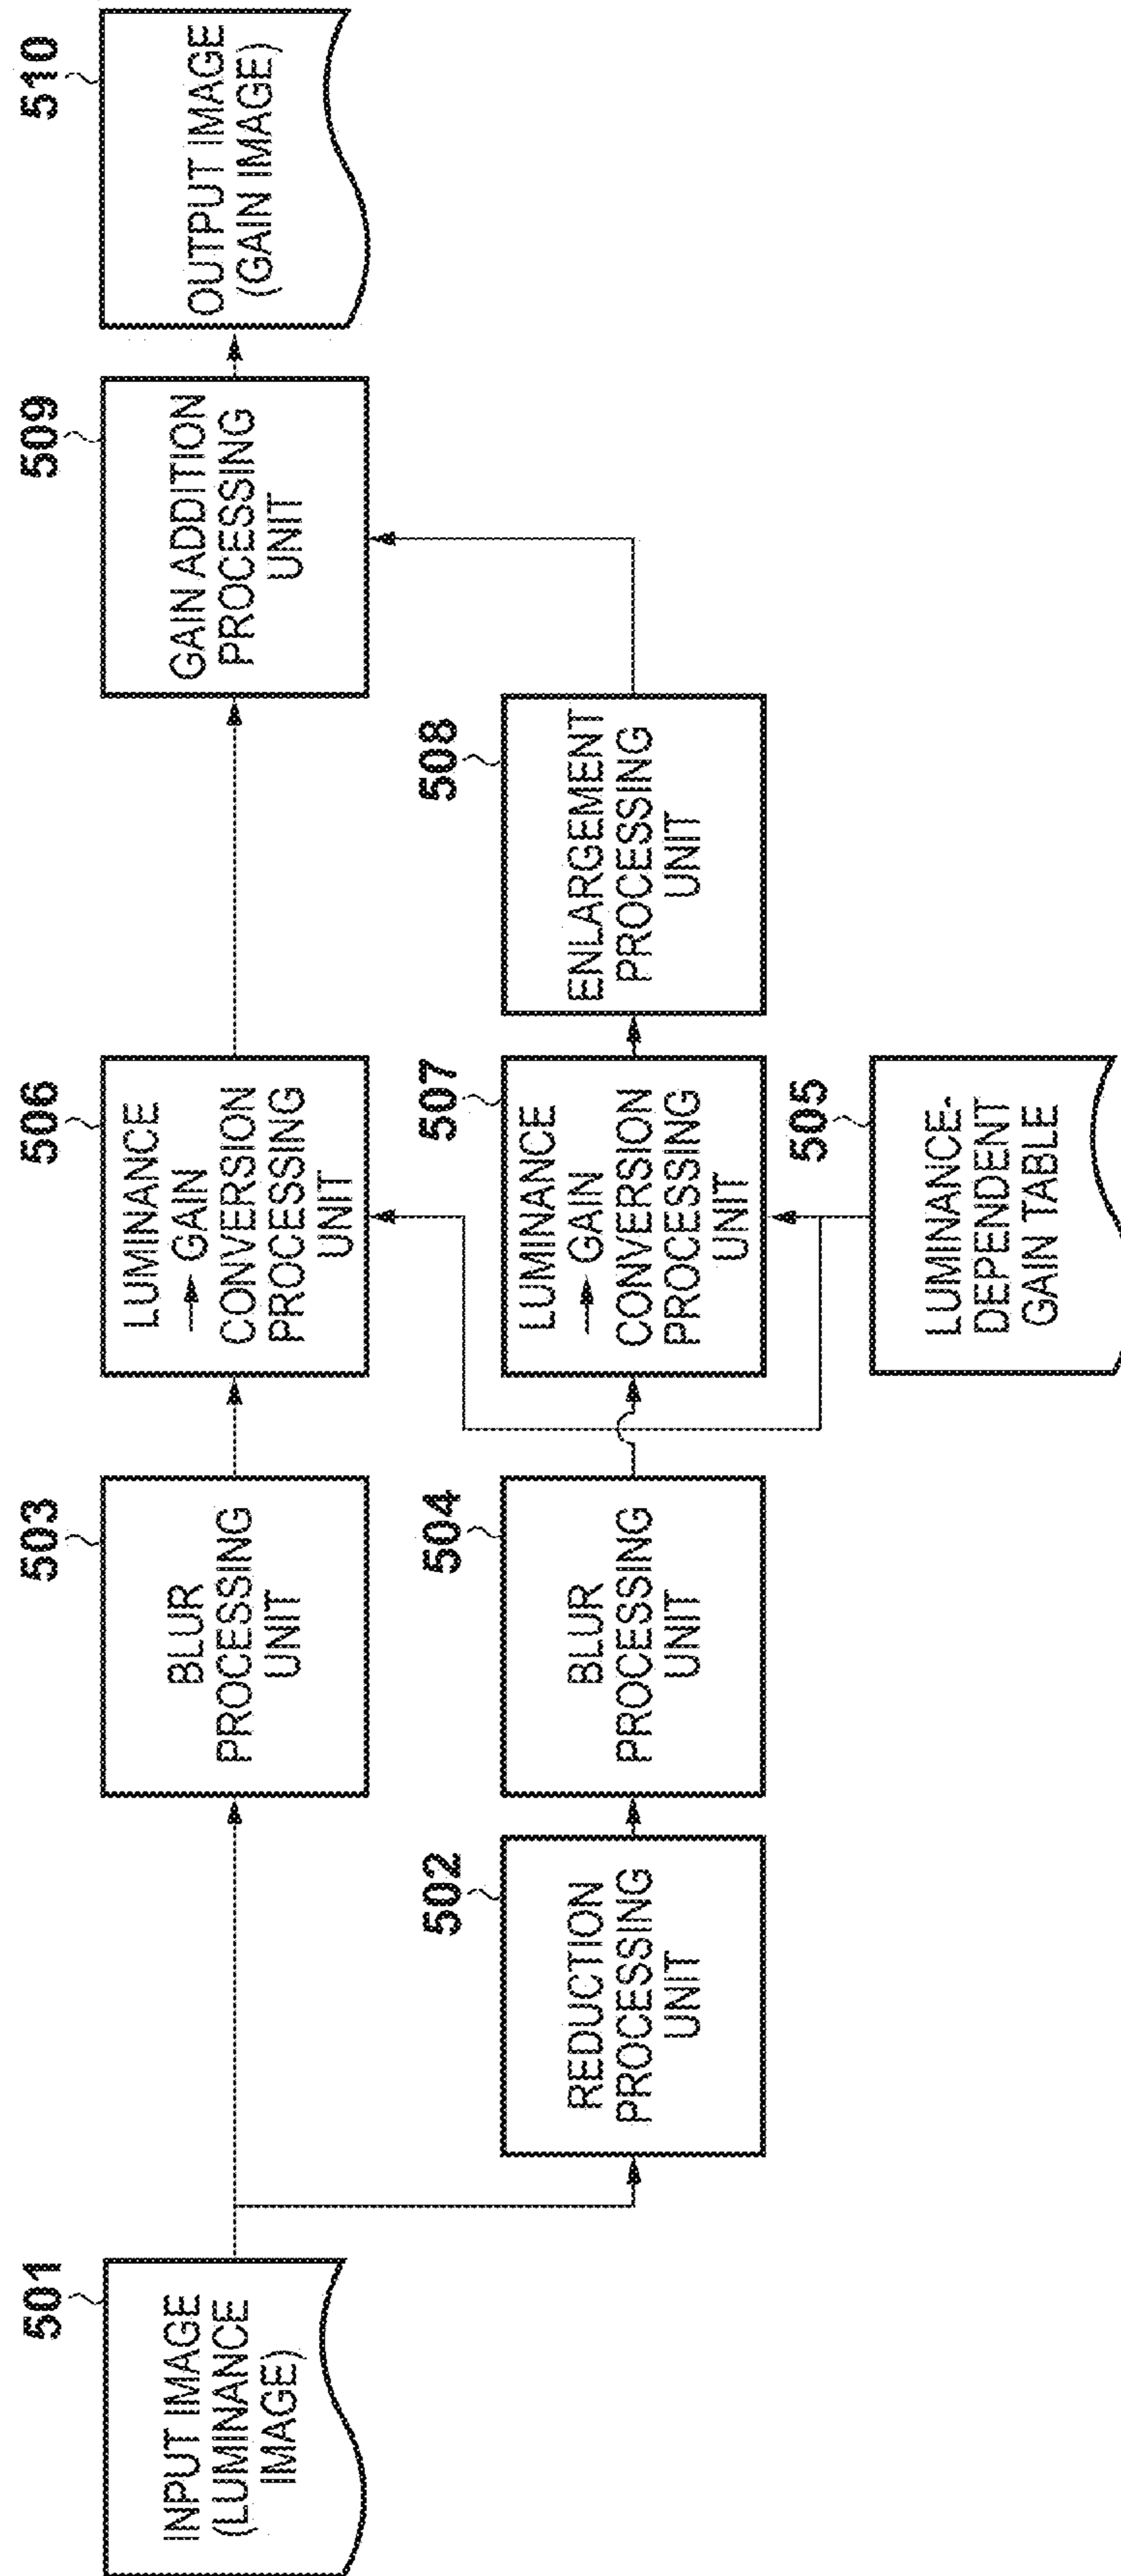 501
INPUT IMAGE
(LUMINANCE
IMAGE)
502
REDUCTION
PROCESSING
UNIT
503
BLUR
PROCESSING
UNIT
504
BLUR
PROCESSING
UNIT
505
LUMINANCE-
DEPENDENT
GAIN TABLE
506
LUMINANCE
→ GAIN
CONVERSION
PROCESSING
UNIT
507
LUMINANCE
→ GAIN
CONVERSION
PROCESSING
UNIT
508
ENLARGEMENT
PROCESSING
UNIT
509
GAIN ADDITION
PROCESSING
UNIT
510
OUTPUT IMAGE
(GAIN IMAGE)